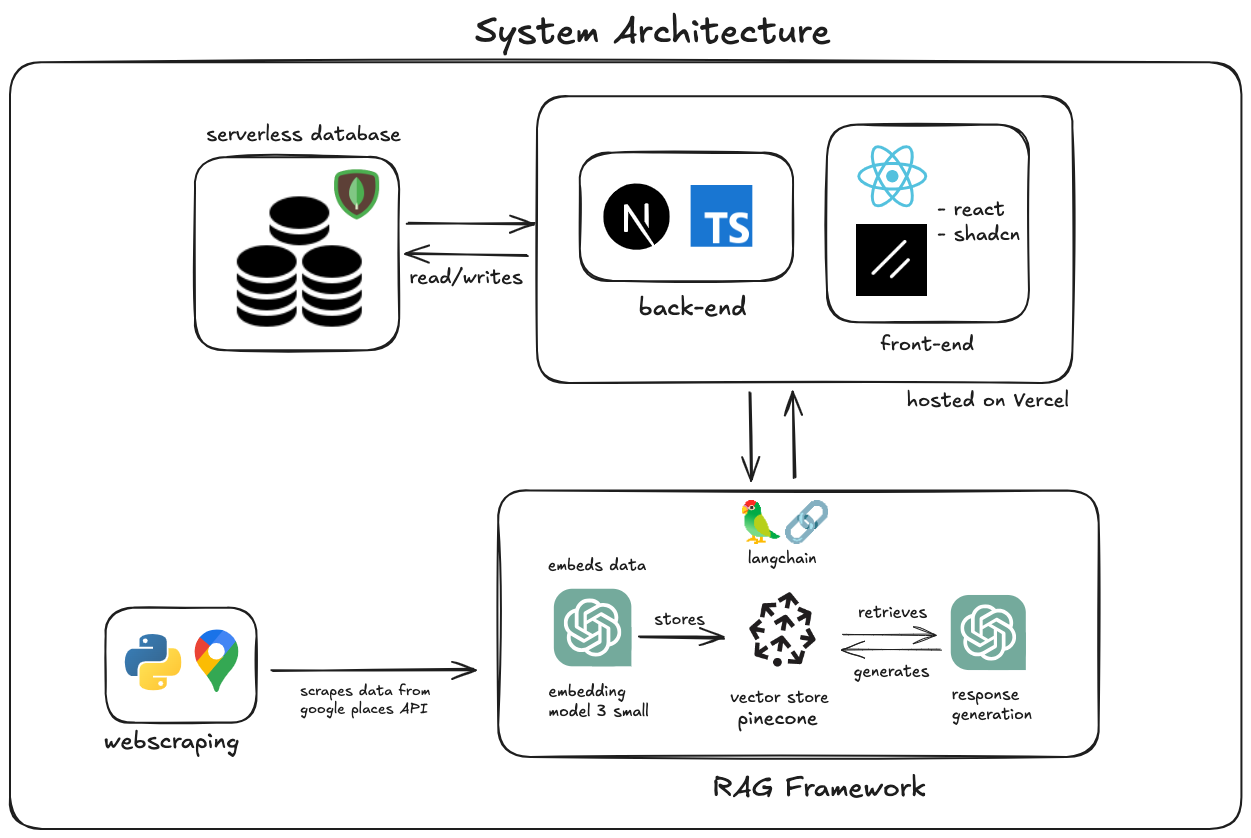 System Architecture
serverless database
read/writes
N
TS
back-end
- react
- shadcn
front-end
hosted on Vercel
langchain
embeds data
stores
retrieves
generates
embedding
model 3 small
vector store
pinecone
response
generation
scrapes data from
google places API
webscraping
RAG Framework